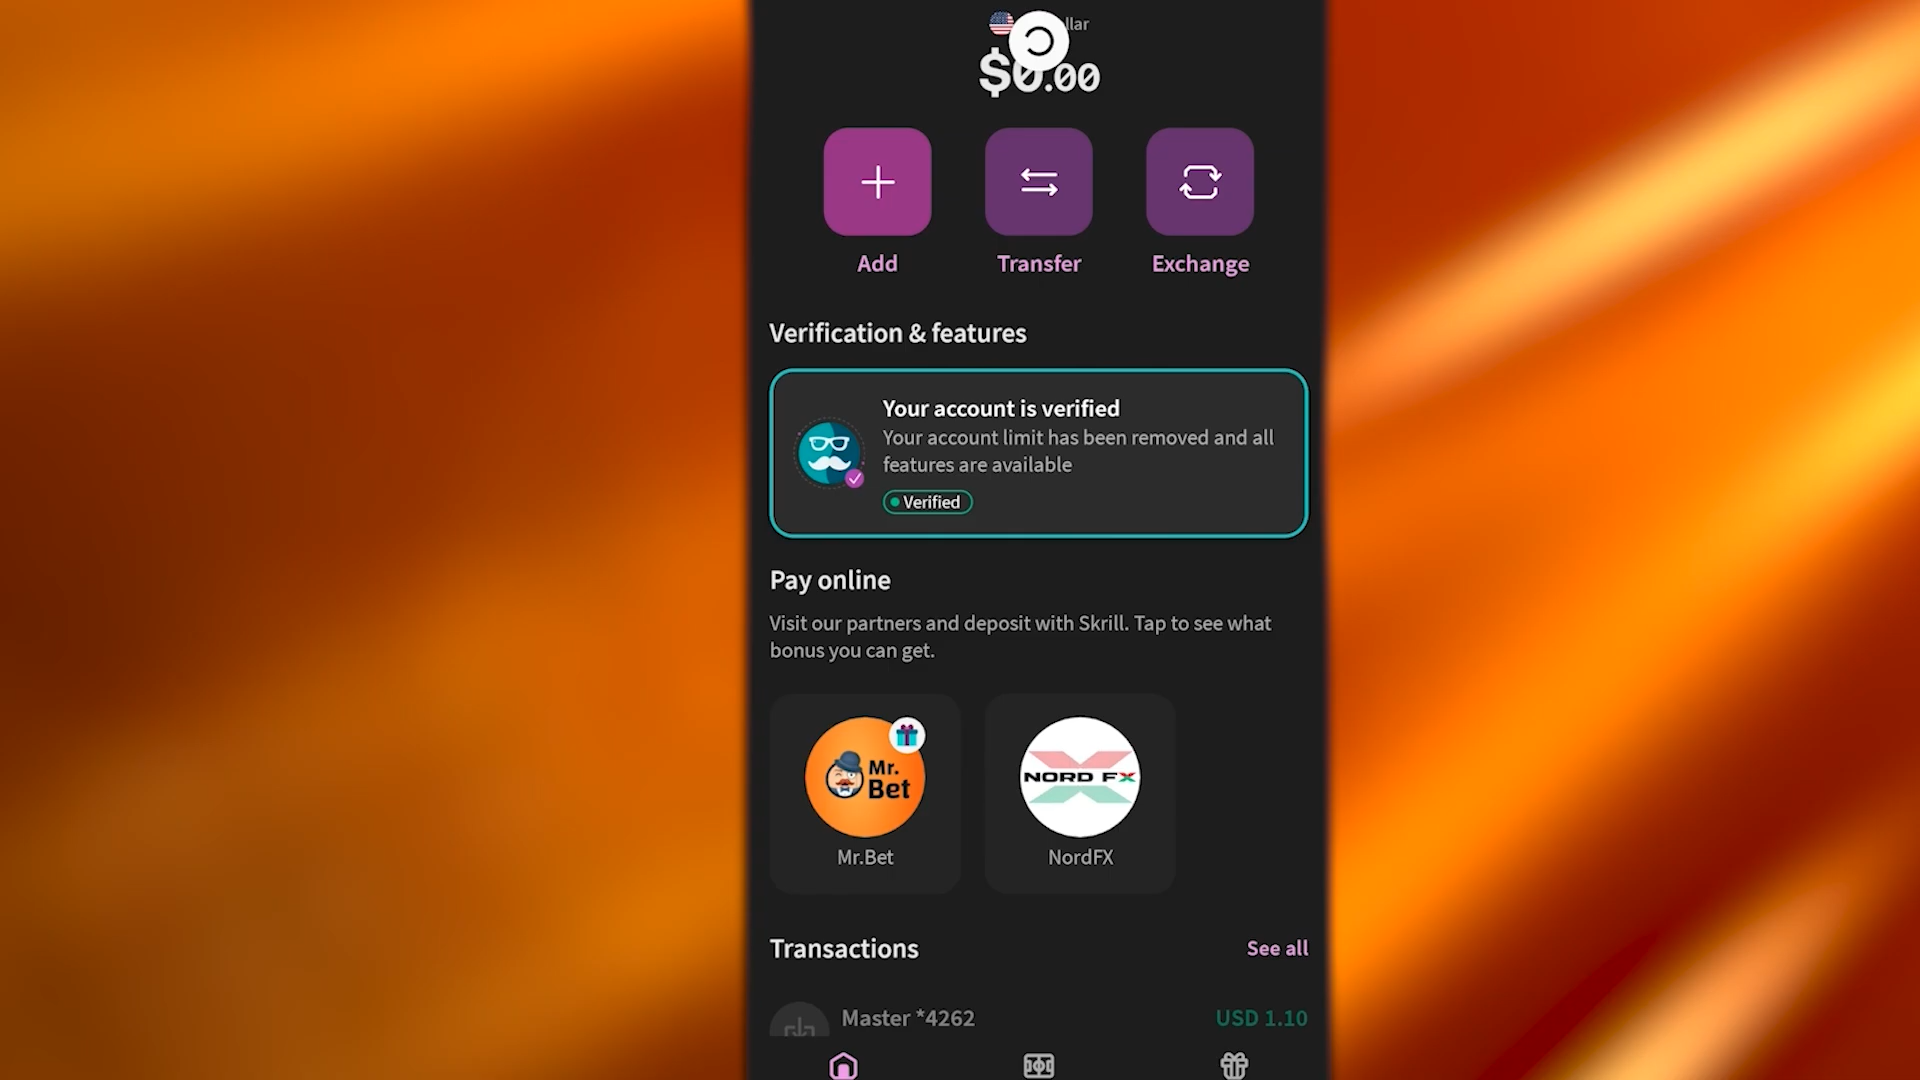 $0.00
Add
Transfer
Exchange
Verification & features
Your account is verified
Your account limit has been removed and all
features are available
Verified
Pay online
Visit our partners and deposit with Skrill. Tap to see what
bonus you can get.
Mr.
Bet
NORD FX
Mr.Bet
NordFX
Transactions
See all
Master *4262
USD 1.10